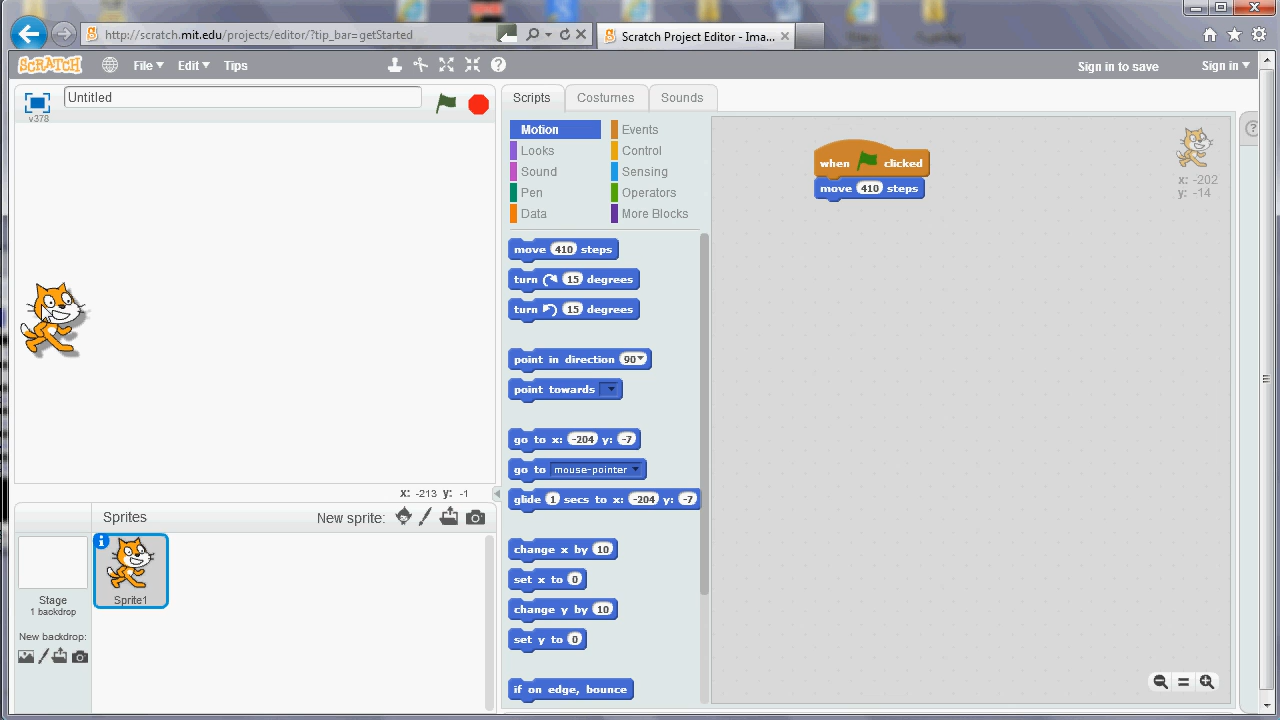 http://scratch.mit.edu/projects/editor/?tip_bar=getStarted
Scratch Project Editor - Ima...
SCRATCH
File
Edit
Tips
Sign in to save
Sign in
Untitled
v378
Scripts
Costumes
Sounds
Motion
Events
Looks
Control
Sound
Sensing
Pen
Operators
Data
More Blocks
move 410 steps
turn 15 degrees
turn 15 degrees
point in direction 90
point towards
go to x: -204 y: -7
go to mouse-pointer
glide 1 secs to x: -204 y: -7
change x by 10
set x to 0
change y by 10
set y to 0
if on edge, bounce
when clicked
move 410 steps
x: -202
y: -14
x: -213 y: -1
Sprites
New sprite:
Stage
1 backdrop
New backdrop:
Sprite1